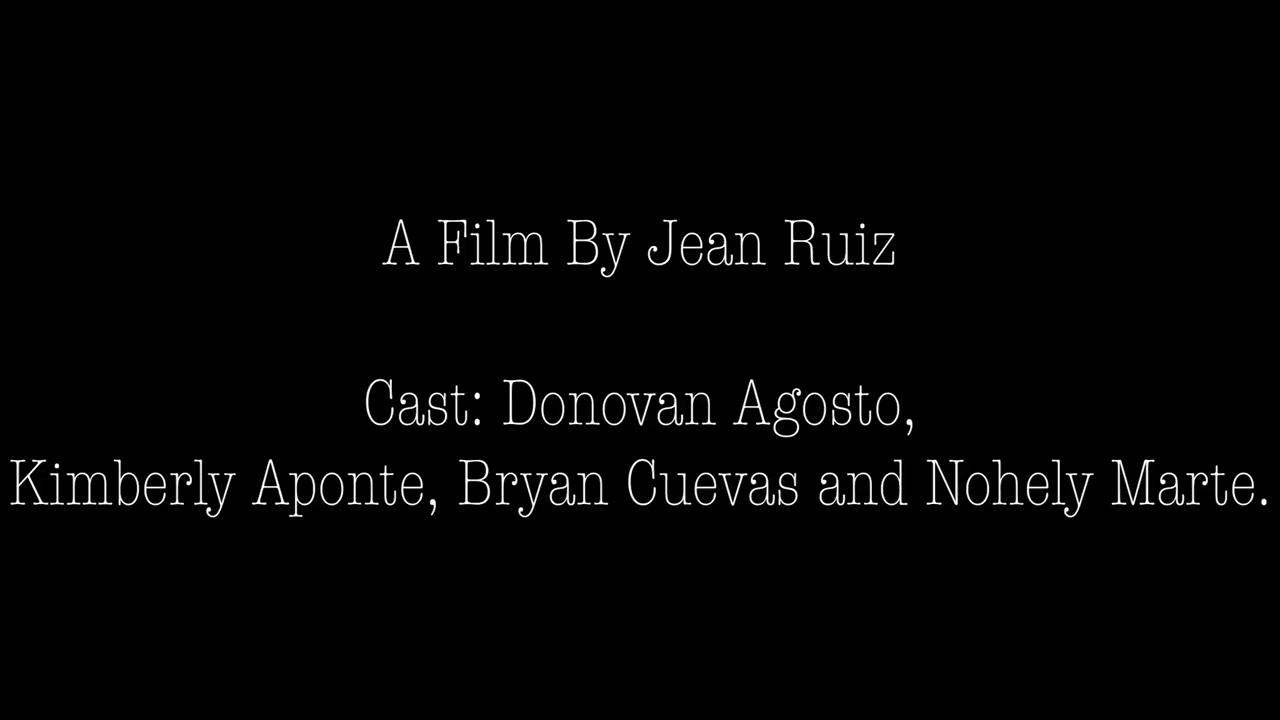 A Film By Jean Ruiz
Cast: Donovan Agosto,
Kimberly Aponte, Bryan Cuevas and Nohely Marte.